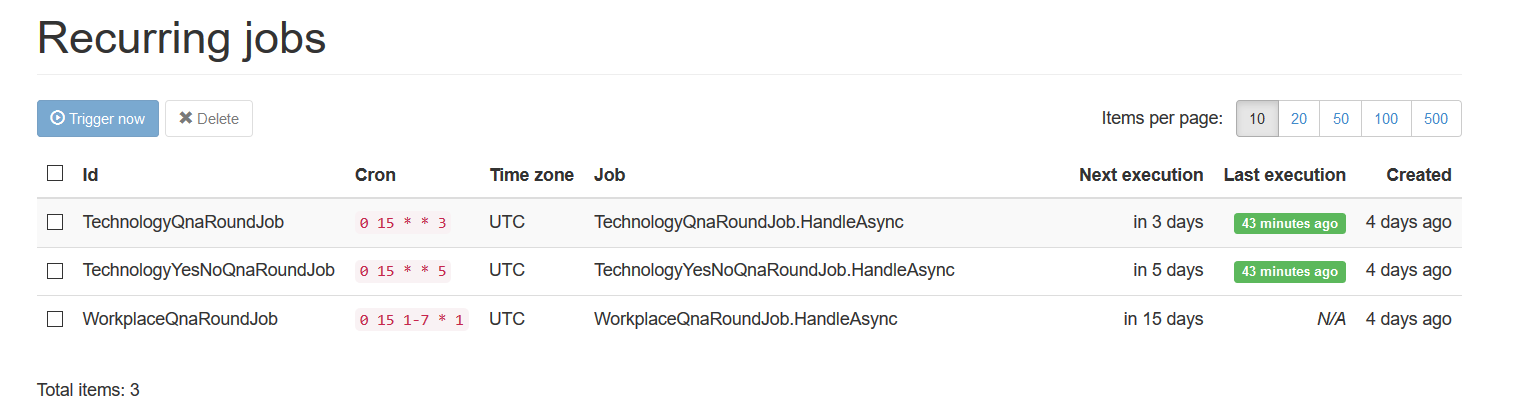 Recurring jobs
Trigger now Delete Items per page: 10 20 50 100 500
Id Cron Time zone Job Next execution Last execution Created
TechnologyQnaRoundJob 0 15 * * 3 UTC TechnologyQnaRoundJob.HandleAsync in 3 days 43 minutes ago 4 days ago
TechnologyYesNoQnaRoundJob 0 15 * * 5 UTC TechnologyYesNoQnaRoundJob.HandleAsync in 5 days 43 minutes ago 4 days ago
WorkplaceQnaRoundJob 0 15 1-7 * 1 UTC WorkplaceQnaRoundJob.HandleAsync in 15 days N/A 4 days ago
Total items: 3